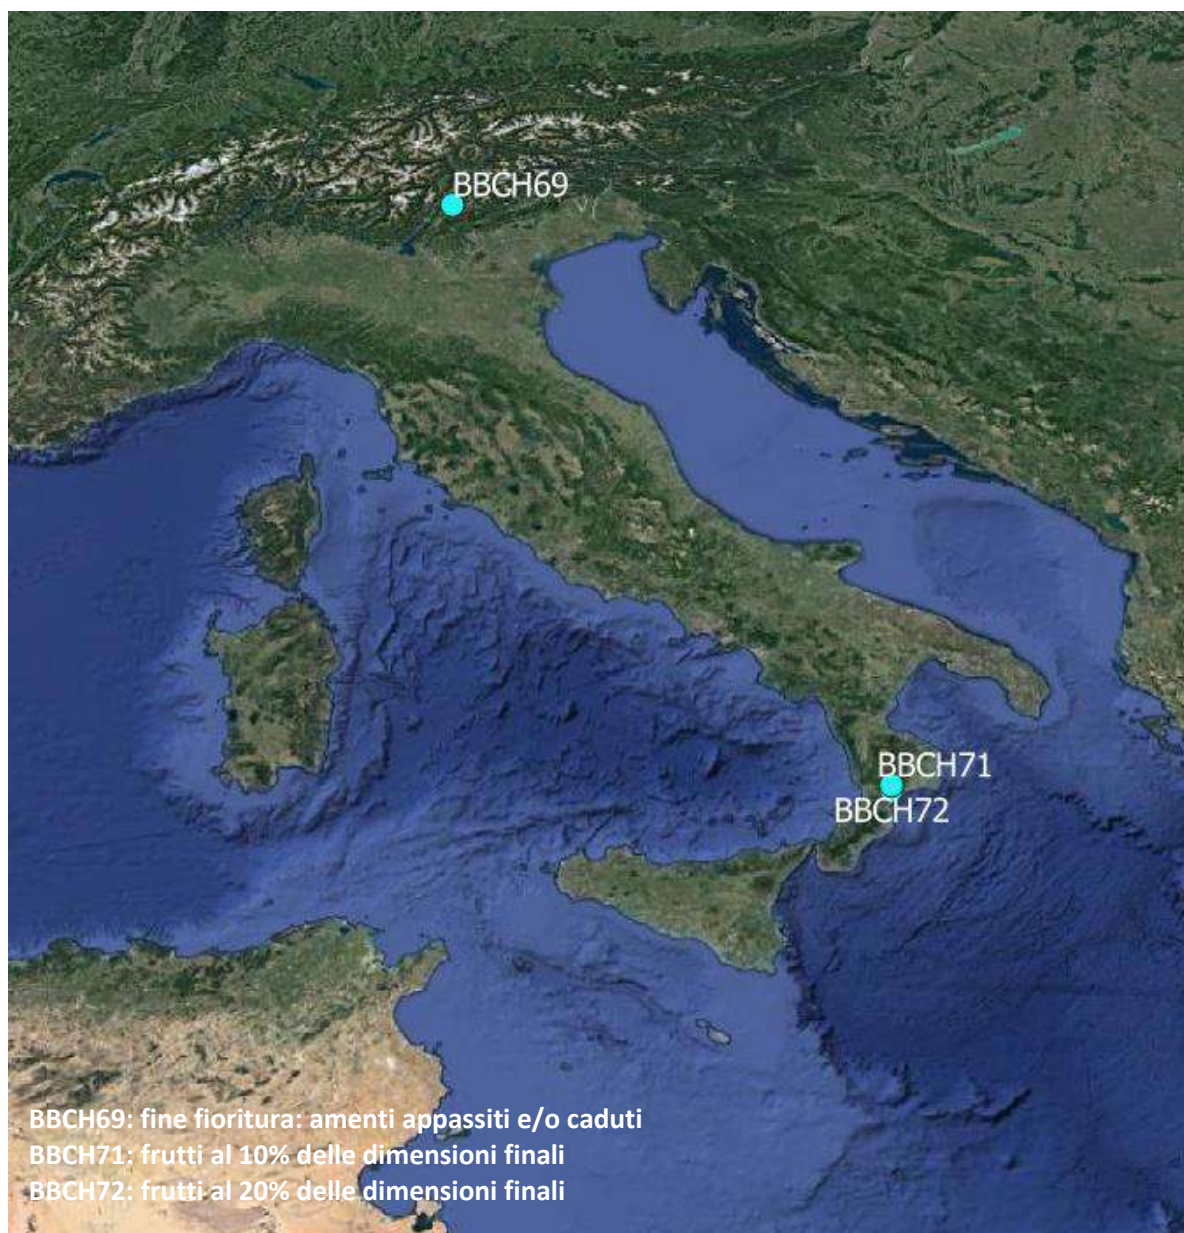 BBCH69
BBCH71
BBCH72
BBCH69: fine fioritura: amenti appassiti e/o caduti
BBCH71: frutti al 10% delle dimensioni finali
BBCH72: frutti al 20% delle dimensioni finali